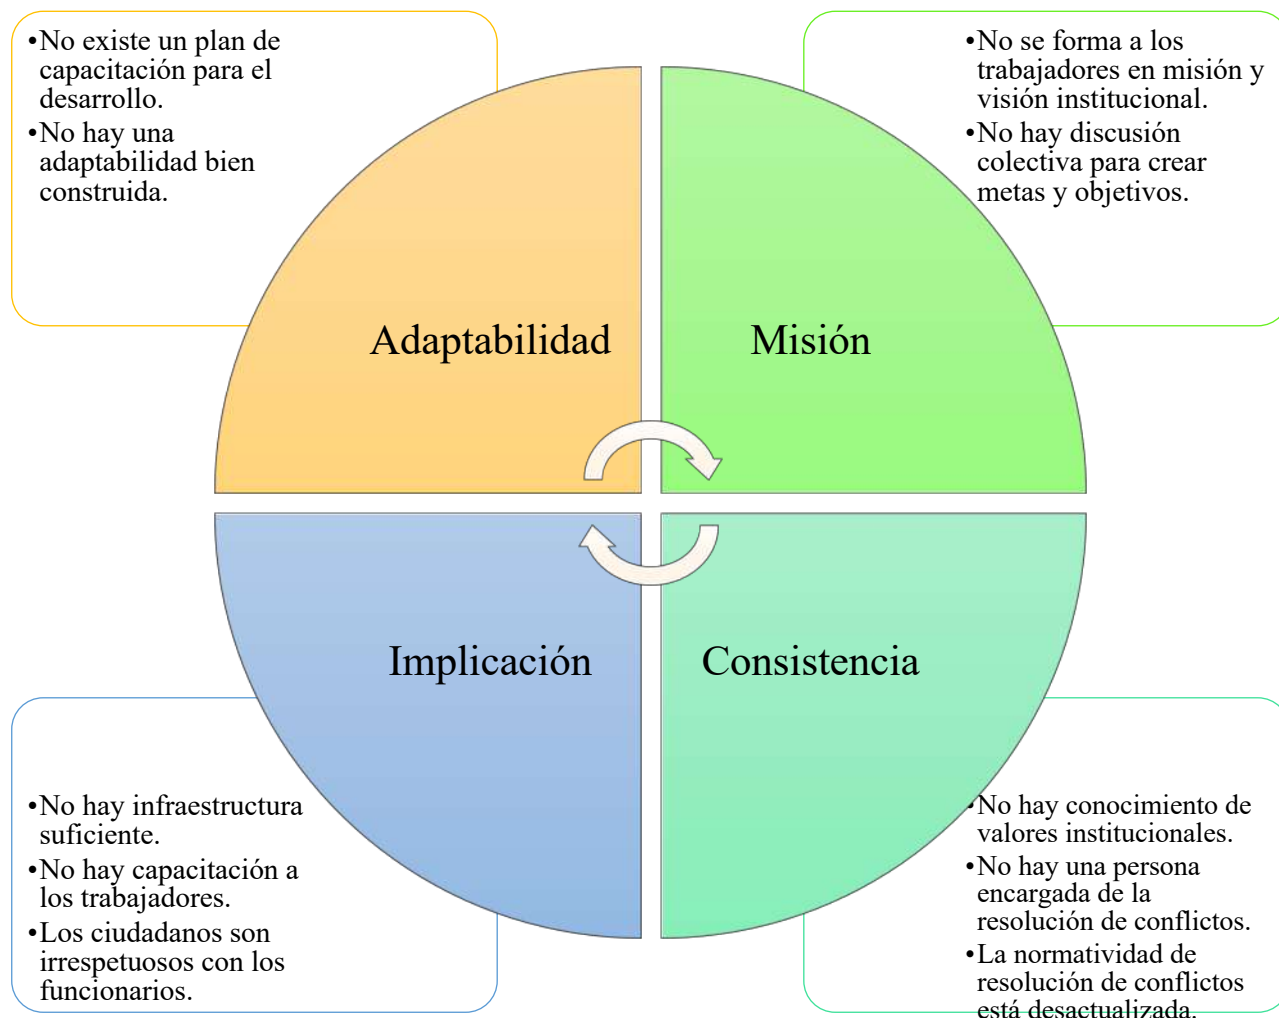 •No existe un plan de
capacitación para el
desarrollo.
•No hay una
adaptabilidad bien
construida.
•No se forma a los
trabajadores en misión y
visión institucional.
•No hay discusión
colectiva para crear
metas y objetivos.
Adaptabilidad
Misión
Implicación
Consistencia
•No hay infraestructura
suficiente.
•No hay capacitación a
los trabajadores.
•Los ciudadanos son
irrespetuosos con los
funcionarios.
•No hay conocimiento de
valores institucionales.
•No hay una persona
encargada de la
resolución de conflictos.
•La normatividad de
resolución de conflictos
está desactualizada.